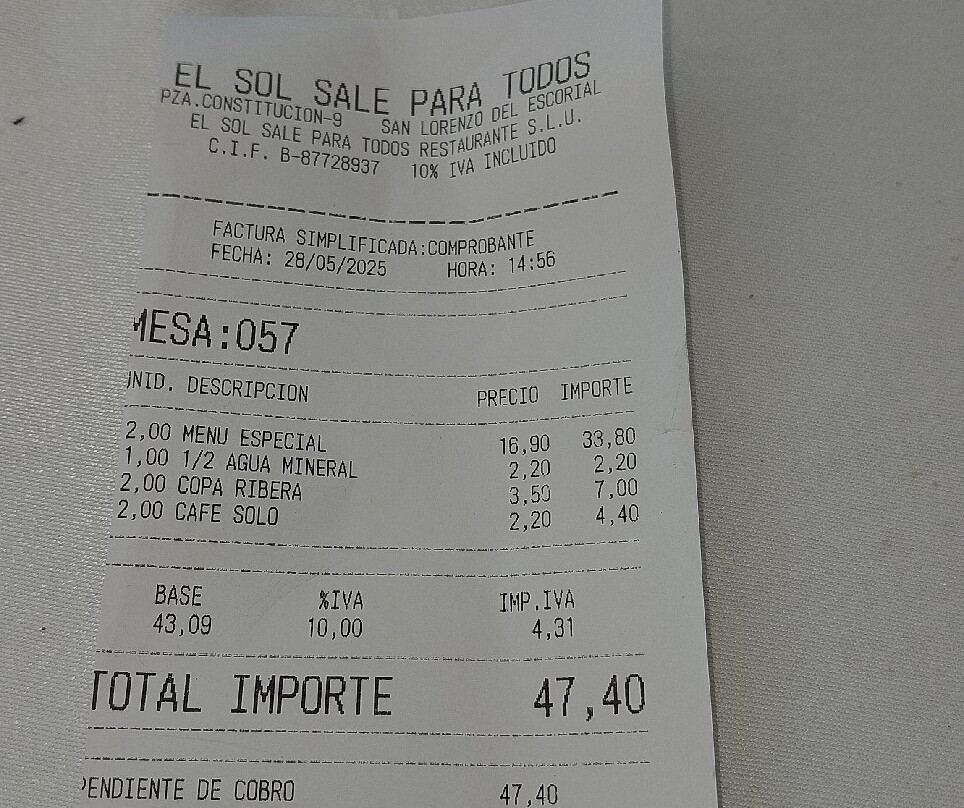 EL SOL SALE PARA TODOS
PZA.CONSTITUCION-9 SAN LORENZO DEL ESCORIAL
EL SOL SALE PARA TODOS RESTAURANTE S.L.U.
C.I.F. B-87728937 10% IVA INCLUIDO
FACTURA SIMPLIFICADA:COMPROBANTE
FECHA: 28/05/2025 HORA: 14:56
MESA:057
UNID. DESCRIPCION PRECIO IMPORTE
2,00 MENU ESPECIAL 16,90 33,80
1,00 1/2 AGUA MINERAL 2,20 2,20
2,00 COPA RIBERA 3,50 7,00
2,00 CAFE SOLO 2,20 4,40
BASE %IVA IMP.IVA
43,09 10,00 4,31
TOTAL IMPORTE 47,40
PENDIENTE DE COBRO 47,40